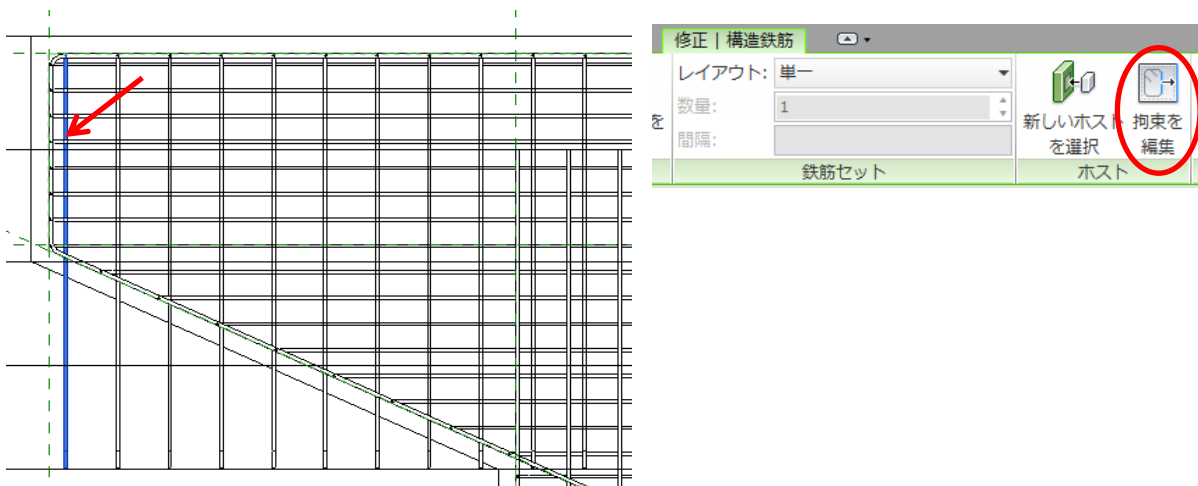 修正 | 構造鉄筋
レイアウト: 単一
数量: 1
を
間隔:
新しいホスト
を選択
拘束を
編集
鉄筋セット
ホスト